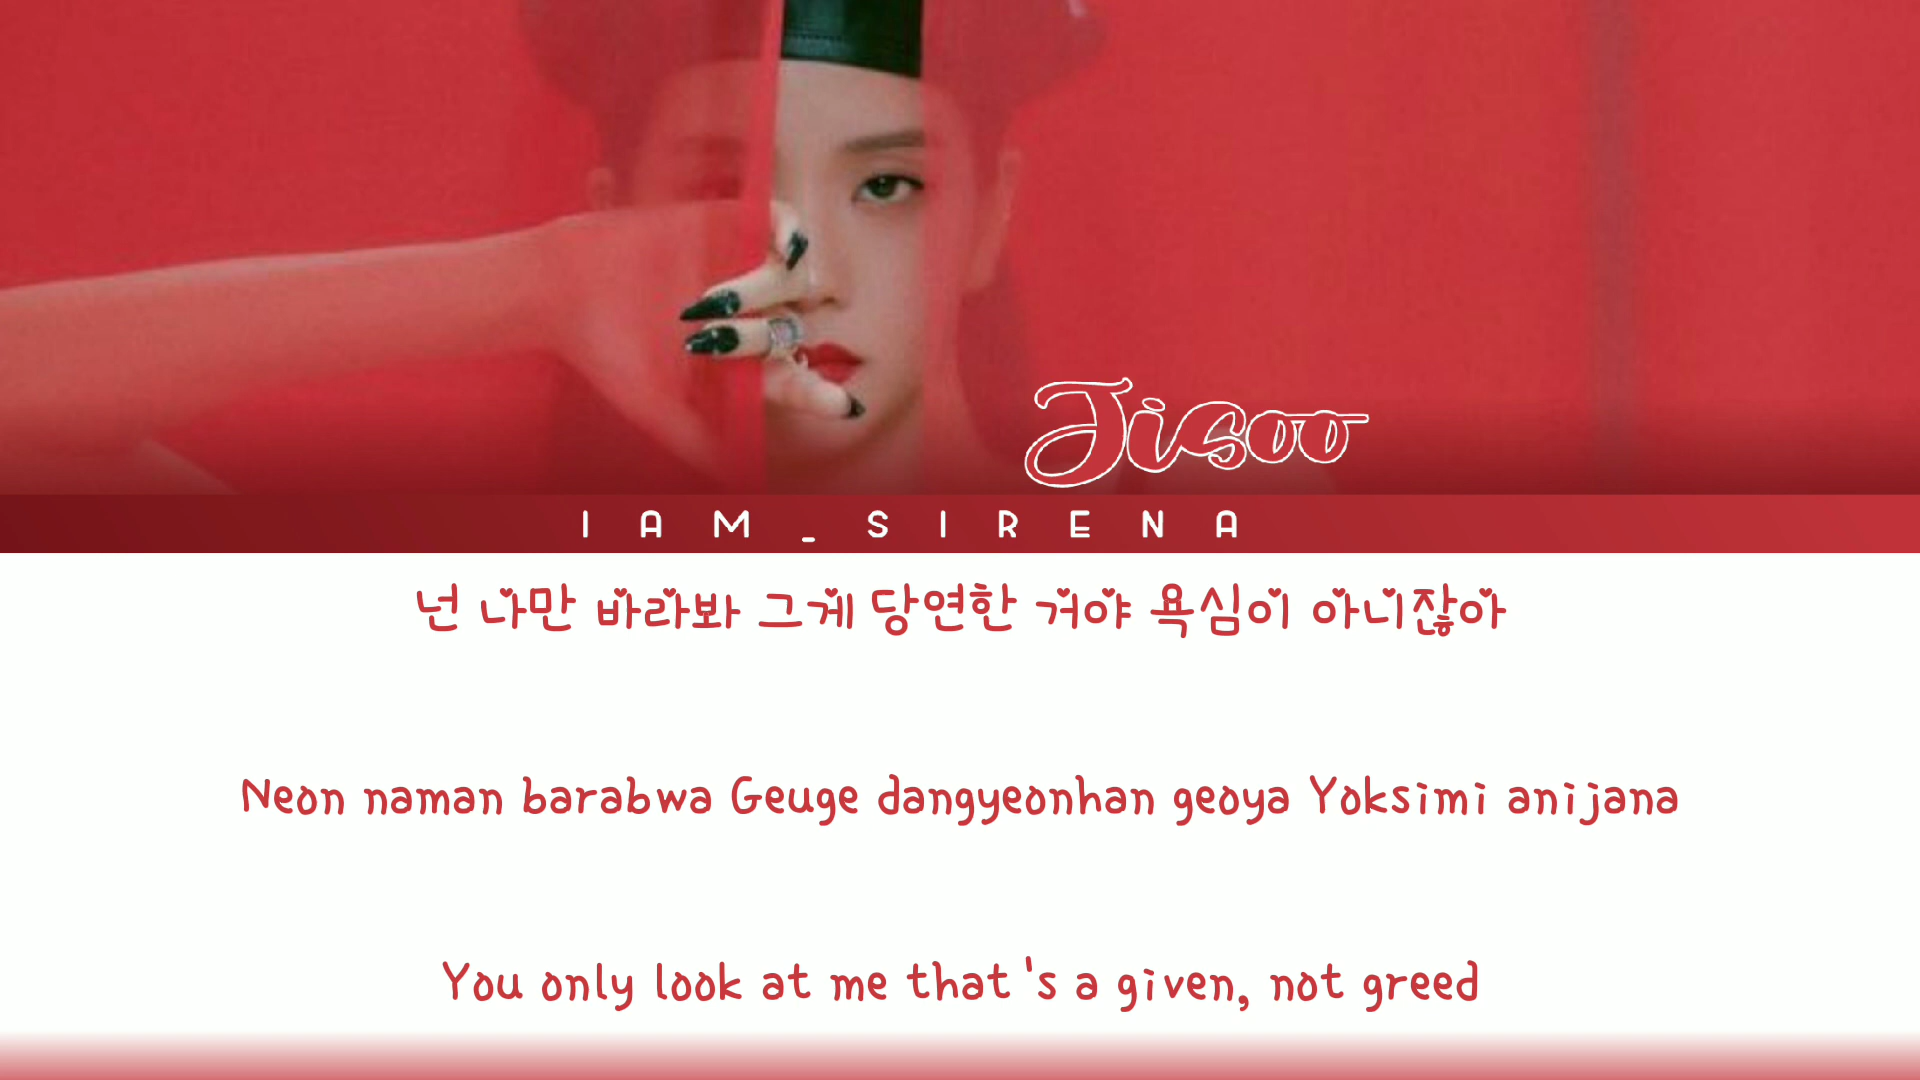 Jisoo
IAM_SIRENA
넌 나만 바라봐 그게 당연한 거야 욕심이 아니잖아
Neon naman barabwa Geuge dangyeonhan geoya Yoksimi anijana
You only look at me that's a given, not greed